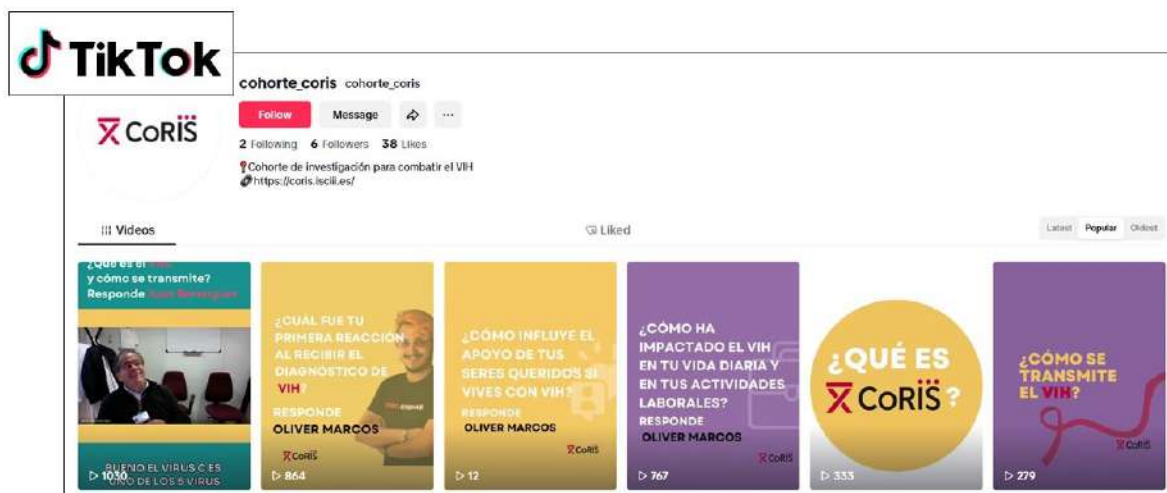 TikTok
cohorte_coris cohorte_coris
CoRIS
Follow Message
2 Following 6 Followers 38 Likes
Cohorte de investigación para combatir el VIH
https://coris.isciii.es/
Videos
Liked
Latest Popular Oldest
¿Qué es el
y cómo se transmite?
Responde
BUENO EL VIRUS C ES
UNO DE LOS 5 VIRUS
1030
¿CUÁL FUE TU
PRIMERA REACCIÓN
AL RECIBIR EL
DIAGNÓSTICO DE
VIH?
RESPONDE
OLIVER MARCOS
CoRIS
864
¿CÓMO INFLUYE EL
APOYO DE TUS
SERES QUERIDOS SI
VIVES CON VIH?
RESPONDE
OLIVER MARCOS
CoRIS
12
¿CÓMO HA
IMPACTADO EL VIH
EN TU VIDA DIARIA Y
EN TUS ACTIVIDADES
LABORALES?
RESPONDE
OLIVER MARCOS
CoRIS
767
¿QUÉ ES
CoRIS?
333
¿CÓMO SE
TRANSMITE
EL VIH?
CoRIS
279